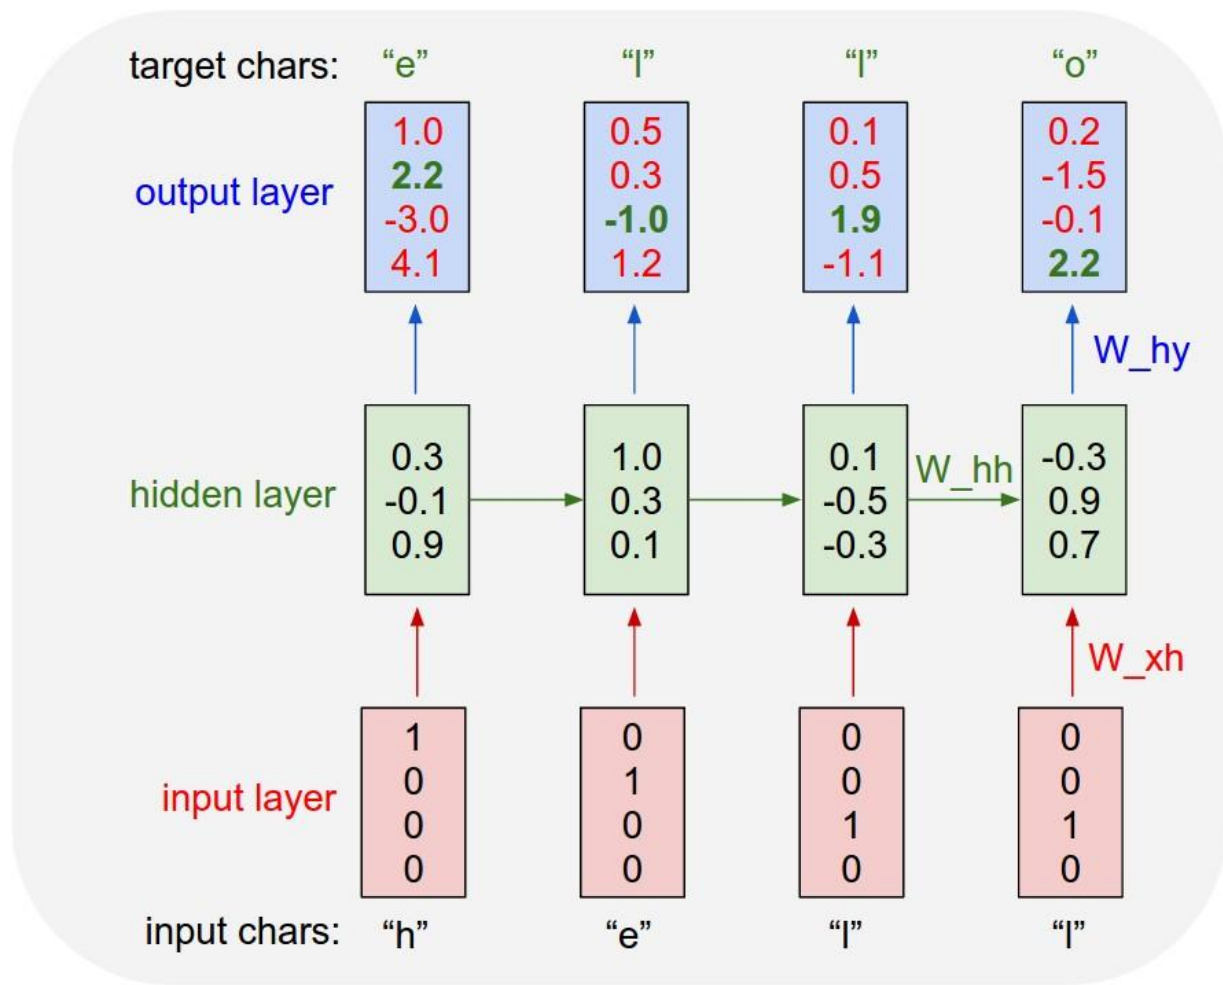 target chars: “e” “l” “l” “o”
1.0 0.5 0.1 0.2
2.2 0.3 0.5 -1.5
output layer
-3.0 -1.0 1.9 -0.1
4.1 1.2 -1.1 2.2
W_hy
0.3 1.0 0.1 -0.3
W_hh
hidden layer -0.1 0.3 -0.5 0.9
0.9 0.1 -0.3 0.7
W_xh
1 0 0 0
0 1 0 0
input layer
0 0 1 1
0 0 0 0
input chars: “h” “e” “l” “l”